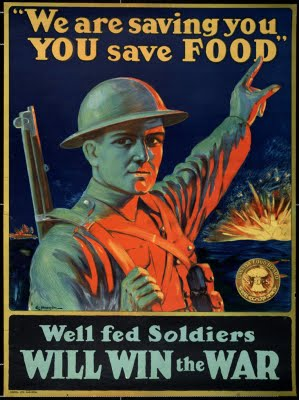 "We are saving you
YOU save FOOD"
Well fed Soldiers
WILL WIN the WAR